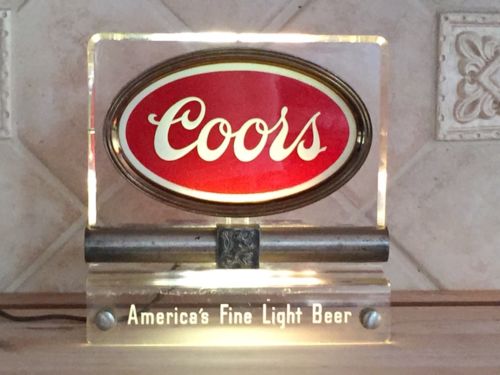 Coors
America's Fine Light Beer